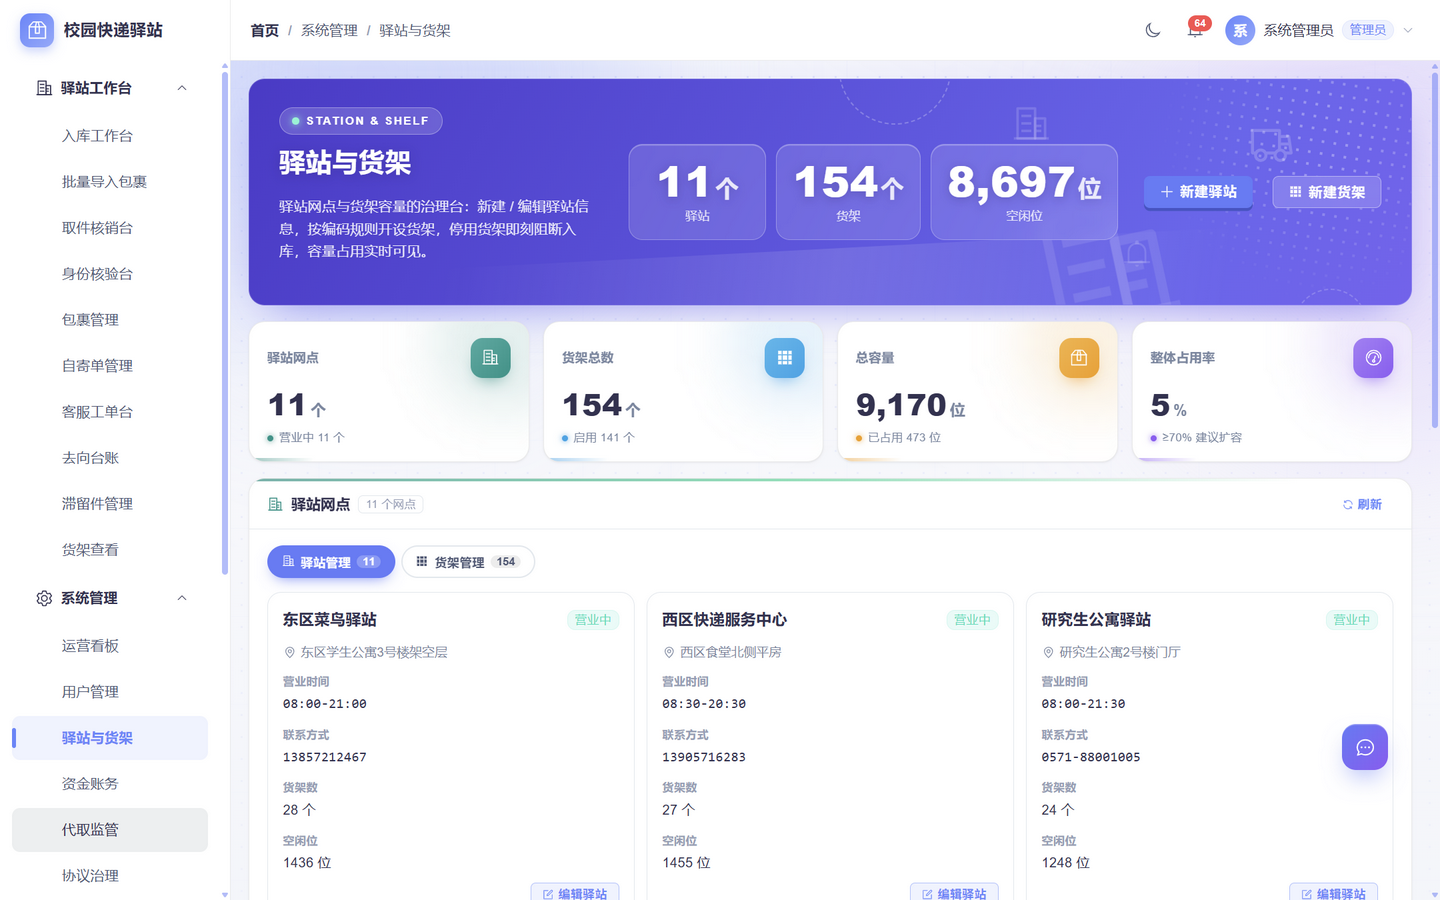 校园快递驿站
首页 / 系统管理 / 驿站与货架
64
系
系统管理员
管理员
驿站工作台
入库工作台
批量导入包裹
取件核销台
身份核验台
包裹管理
自寄单管理
客服工单台
去向台账
滞留件管理
货架查看
系统管理
运营看板
用户管理
驿站与货架
资金账务
代取监管
协议治理
STATION & SHELF
驿站与货架
驿站网点与货架容量的治理台：新建 / 编辑驿站信
息，按编码规则开设货架，停用货架即刻阻断入
库，容量占用实时可见。
11个
驿站
154个
货架
8,697位
空闲位
新建驿站
新建货架
驿站网点
11个
营业中 11 个
货架总数
154个
启用 141 个
总容量
9,170位
已占用 473 位
整体占用率
5%
≥70% 建议扩容
驿站网点
11 个网点
刷新
驿站管理 11
货架管理 154
东区菜鸟驿站
营业中
东区学生公寓3号楼架空层
营业时间
08:00-21:00
联系方式
13857212467
货架数
28 个
空闲位
1436 位
编辑驿站
西区快递服务中心
营业中
西区食堂北侧平房
营业时间
08:30-20:30
联系方式
13905716283
货架数
27 个
空闲位
1455 位
编辑驿站
研究生公寓驿站
营业中
研究生公寓2号楼门厅
营业时间
08:00-21:30
联系方式
0571-88001005
货架数
24 个
空闲位
1248 位
编辑驿站